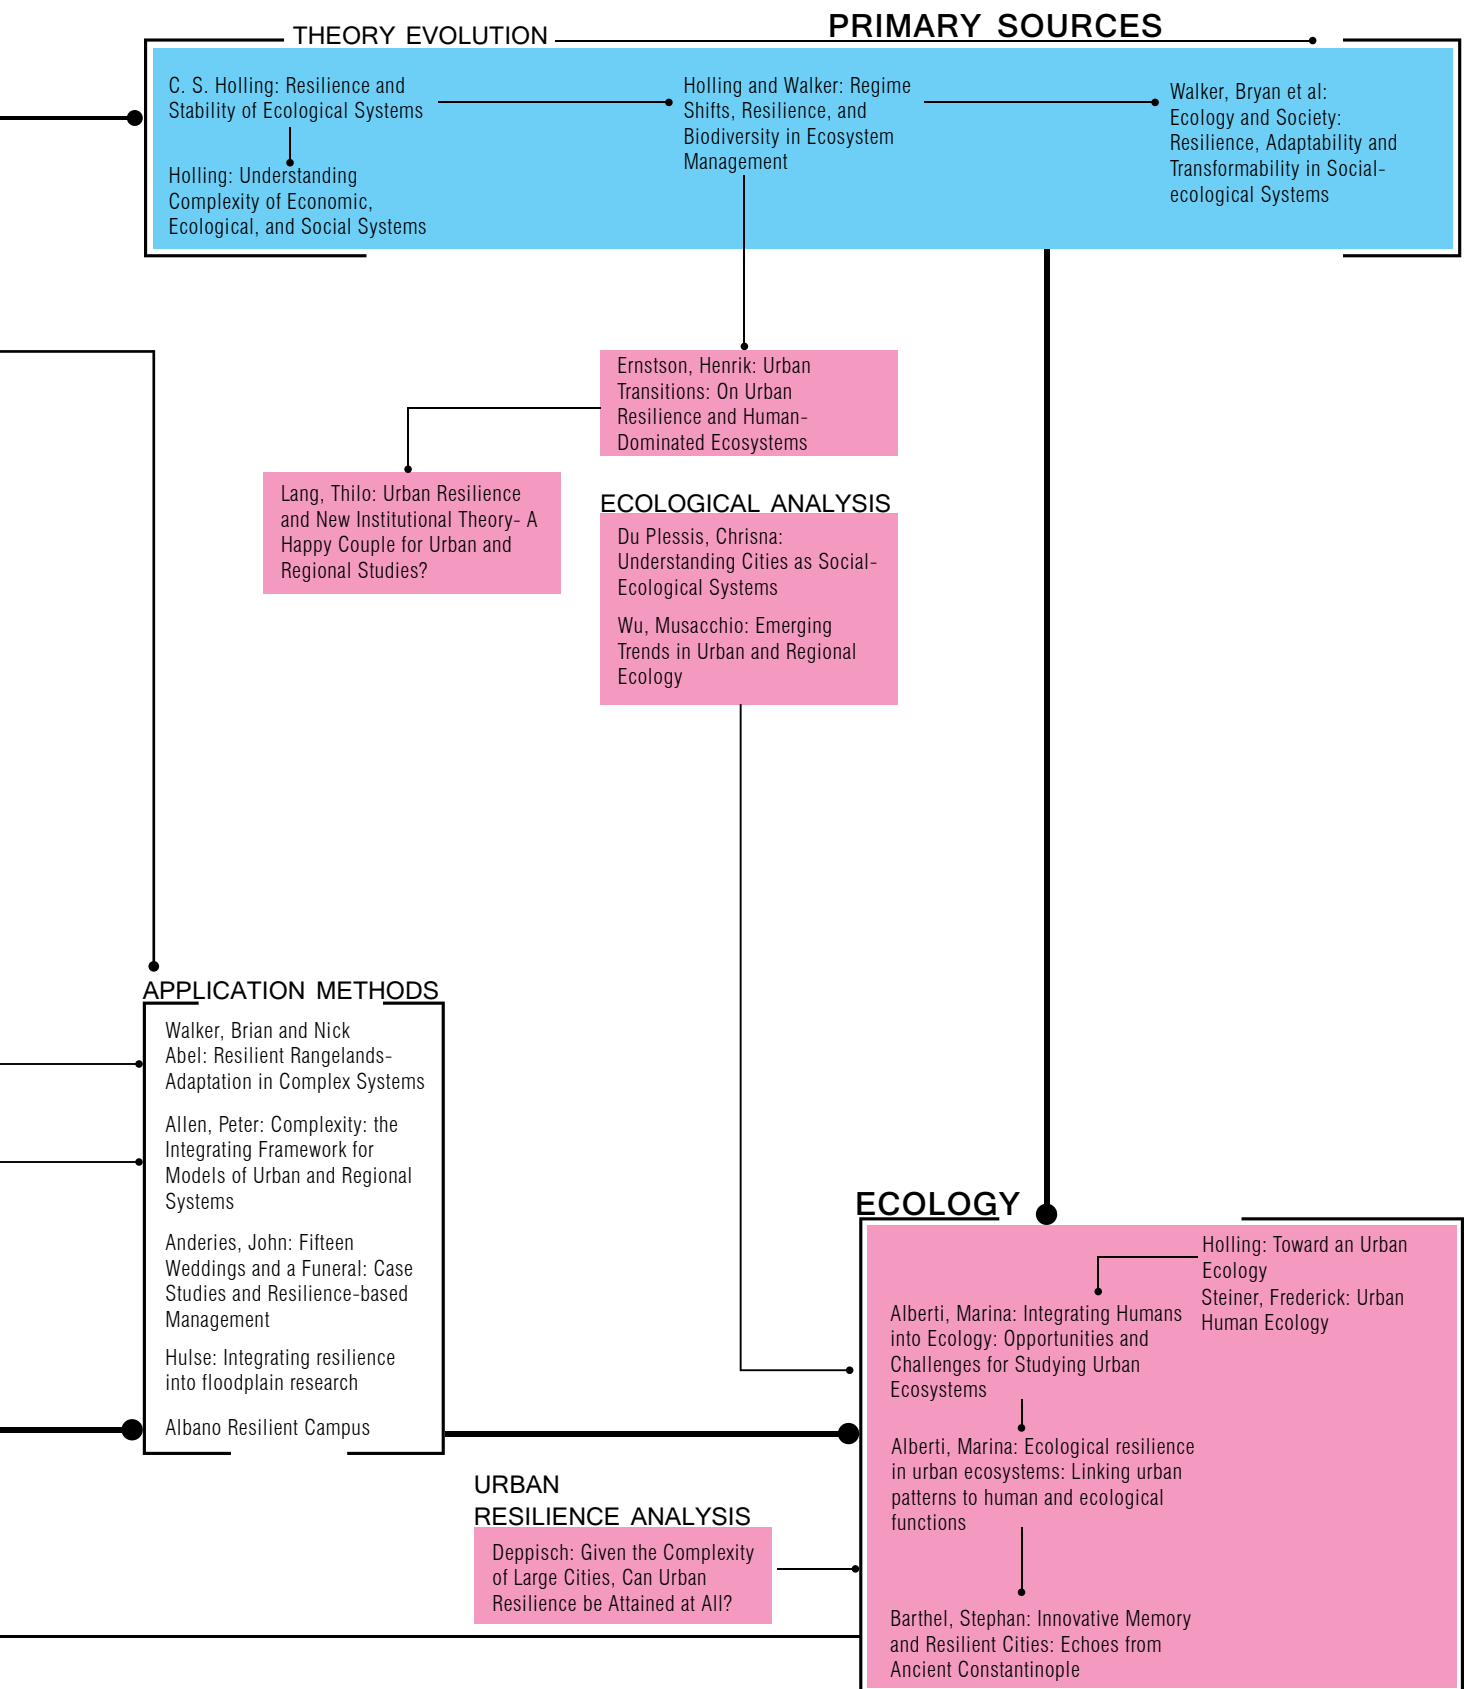 THEORY EVOLUTION
PRIMARY SOURCES
C. S. Holling: Resilience and
Stability of Ecological Systems
Holling: Understanding
Complexity of Economic,
Ecological, and Social Systems
Holling and Walker: Regime
Shifts, Resilience, and
Biodiversity in Ecosystem
Management
Walker, Bryan et al:
Ecology and Society:
Resilience, Adaptability and
Transformability in Social-
ecological Systems
Ernstson, Henrik: Urban
Transitions: On Urban
Resilience and Human-
Dominated Ecosystems
Lang, Thilo: Urban Resilience
and New Institutional Theory- A
Happy Couple for Urban and
Regional Studies?
ECOLOGICAL ANALYSIS
Du Plessis, Chrisna:
Understanding Cities as Social-
Ecological Systems
Wu, Musacchio: Emerging
Trends in Urban and Regional
Ecology
APPLICATION METHODS
Walker, Brian and Nick
Abel: Resilient Rangelands-
Adaptation in Complex Systems
Allen, Peter: Complexity: the
Integrating Framework for
Models of Urban and Regional
Systems
Anderies, John: Fifteen
Weddings and a Funeral: Case
Studies and Resilience-based
Management
Hulse: Integrating resilience
into floodplain research
Albano Resilient Campus
ECOLOGY
Holling: Toward an Urban
Ecology
Steiner, Frederick: Urban
Human Ecology
Alberti, Marina: Integrating Humans
into Ecology: Opportunities and
Challenges for Studying Urban
Ecosystems
Alberti, Marina: Ecological resilience
in urban ecosystems: Linking urban
patterns to human and ecological
functions
Barthel, Stephan: Innovative Memory
and Resilient Cities: Echoes from
Ancient Constantinople
URBAN
RESILIENCE ANALYSIS
Deppisch: Given the Complexity
of Large Cities, Can Urban
Resilience be Attained at All?